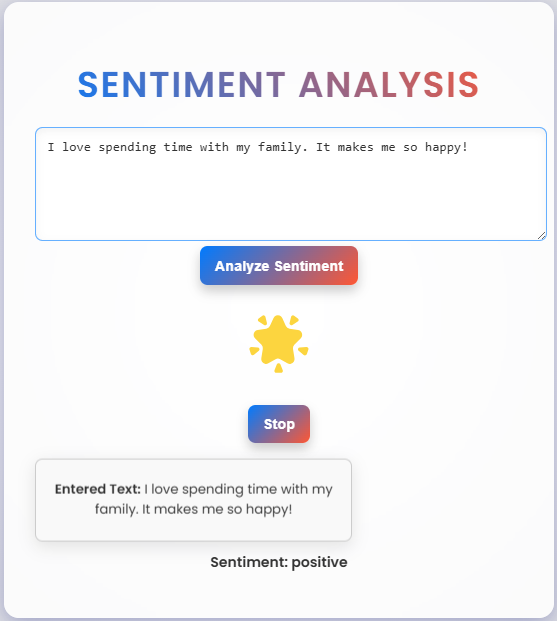 SENTIMENT ANALYSIS
I love spending time with my family. It makes me so happy!
Analyze Sentiment
Stop
Entered Text: I love spending time with my
family. It makes me so happy!
Sentiment: positive